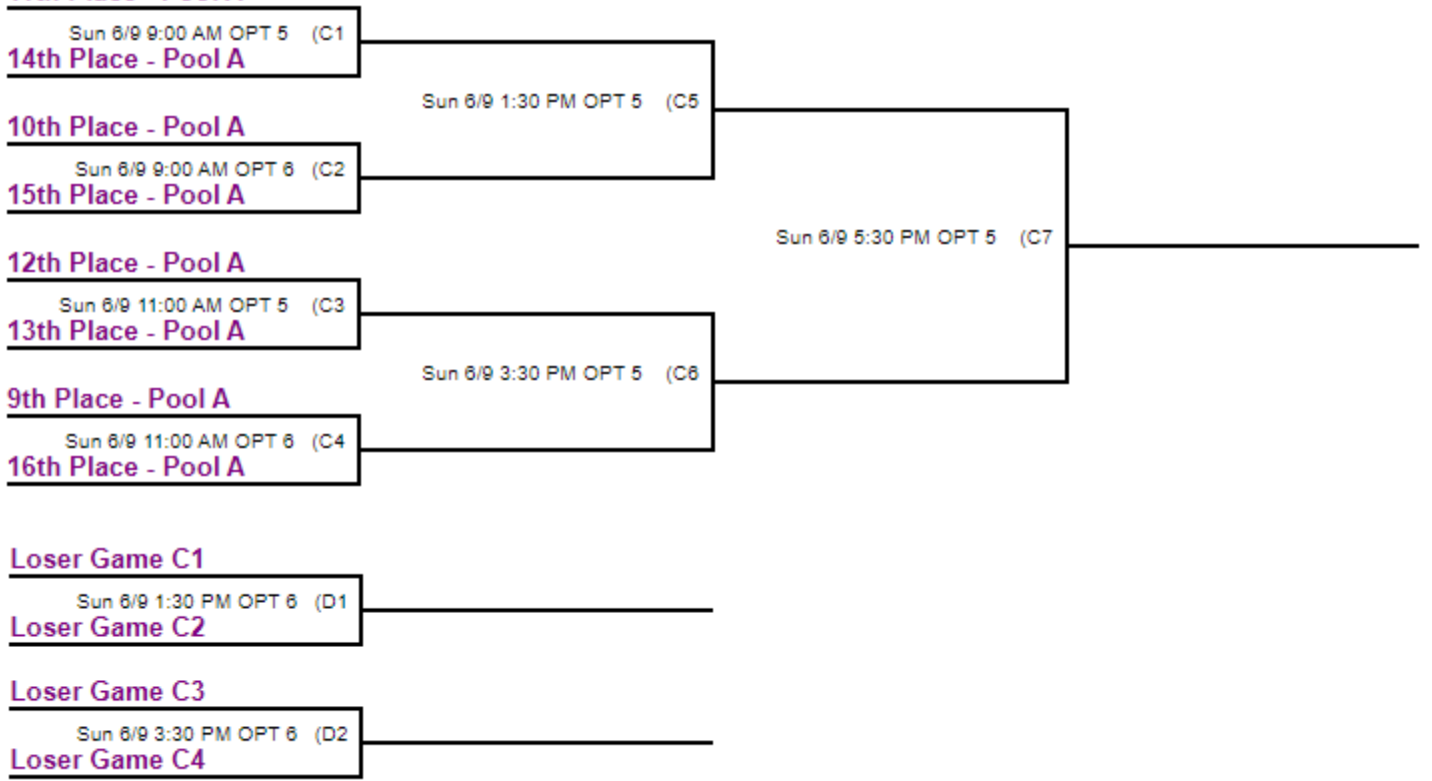 Sun 6/9 9:00 AM OPT 5 (C1
14th Place - Pool A
Sun 6/9 1:30 PM OPT 5 (C5
10th Place - Pool A
Sun 6/9 9:00 AM OPT 6 (C2
15th Place - Pool A
Sun 6/9 5:30 PM OPT 5 (C7
12th Place - Pool A
Sun 6/9 11:00 AM OPT 5 (C3
13th Place - Pool A
Sun 6/9 3:30 PM OPT 5 (C6
9th Place - Pool A
Sun 6/9 11:00 AM OPT 6 (C4
16th Place - Pool A
Loser Game C1
Sun 6/9 1:30 PM OPT 6 (D1
Loser Game C2
Loser Game C3
Sun 6/9 3:30 PM OPT 6 (D2
Loser Game C4